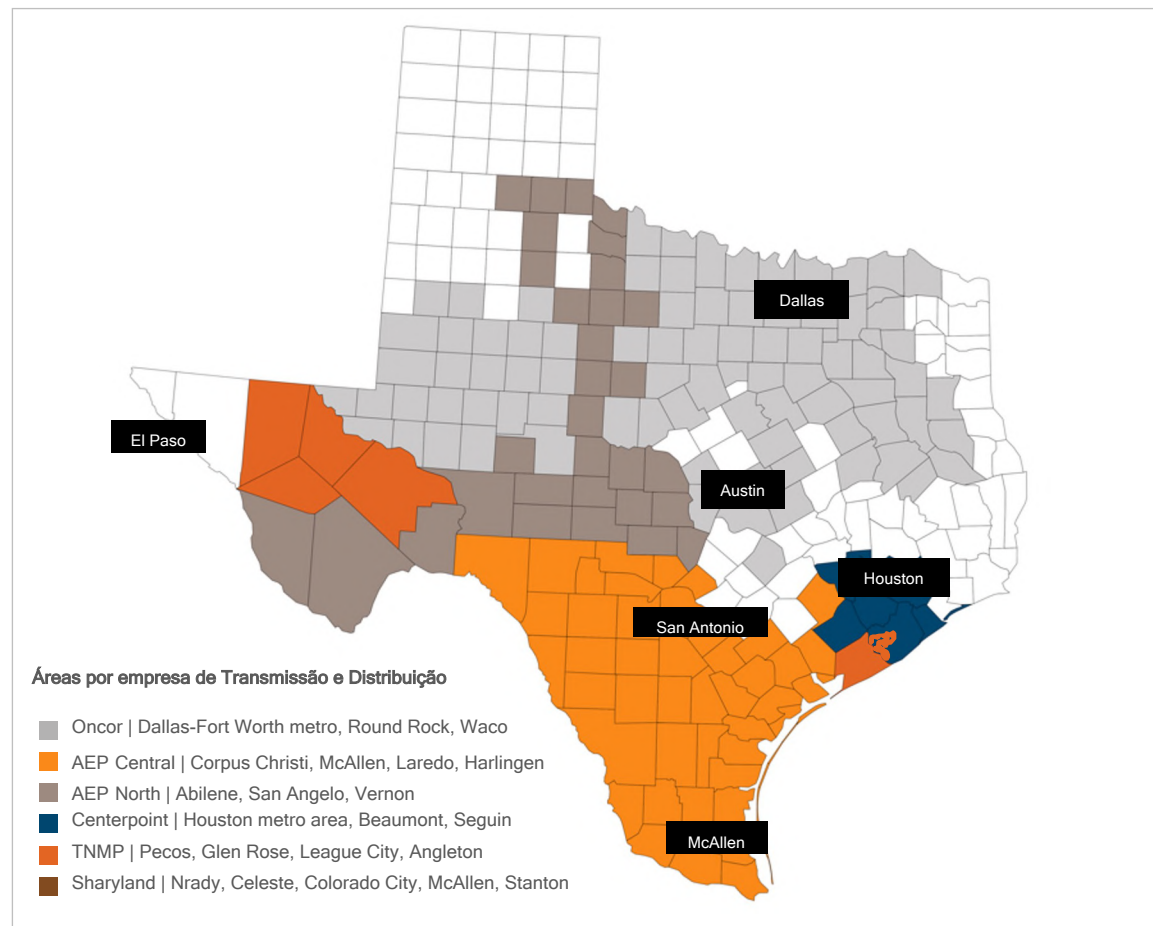 Dallas
El Paso
Austin
Houston
San Antonio
McAllen
Áreas por empresa de Transmissão e Distribuição
Oncor | Dallas-Fort Worth metro, Round Rock, Waco
AEP Central | Corpus Christi, McAllen, Laredo, Harlingen
AEP North | Abilene, San Angelo, Vernon
Centerpoint | Houston metro area, Beaumont, Seguin
TNMP | Pecos, Glen Rose, League City, Angleton
Sharyland | Nrady, Celeste, Colorado City, McAllen, Stanton